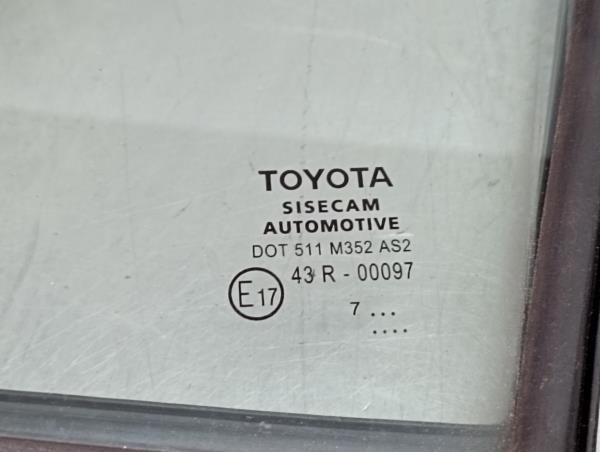 TOYOTA
SISECAM
AUTOMOTIVE
DOT 511 M352 AS2
E17 43 R - 00097
7 ...
....